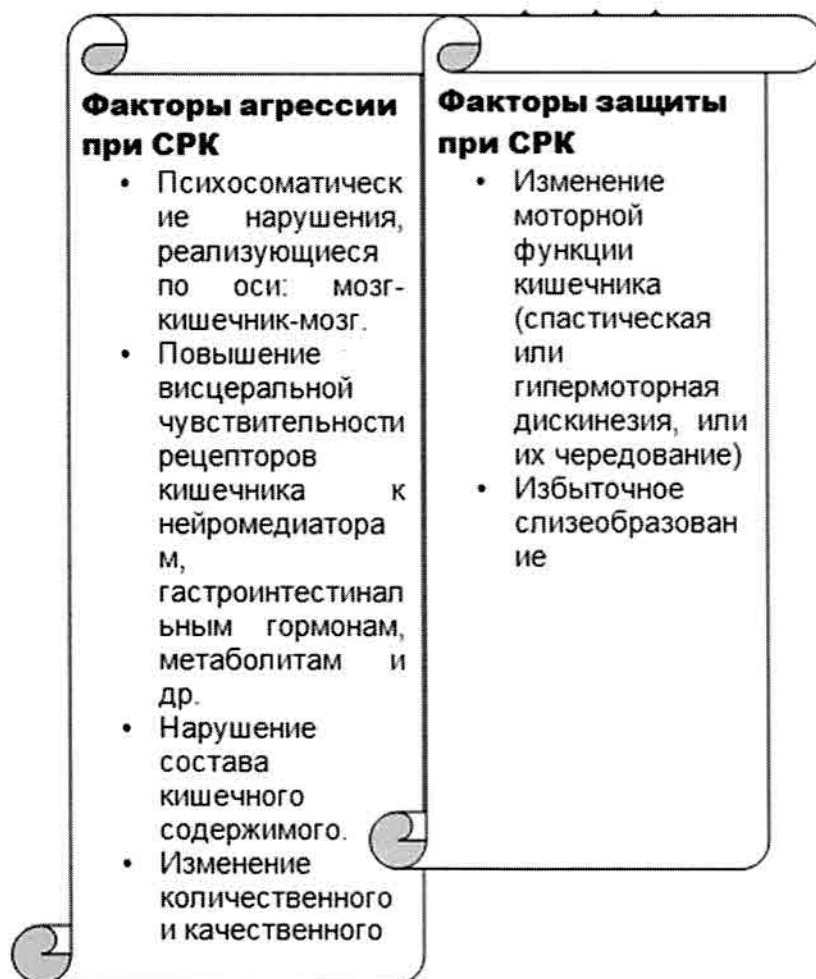 Факторы агрессии
при СРК
• Психосоматическ
ие нарушения,
реализующиеся
по оси: мозг-
кишечник-мозг.
• Повышение
висцеральной
чувствительности
рецепторов
кишечника к
нейромедиатора
м,
гастроинтестинал
ьным гормонам,
метаболитам и
др.
• Нарушение
состава
кишечного
содержимого.
• Изменение
количественного
и качественного
Факторы защиты
при СРК
• Изменение
моторной
функции
кишечника
(спастическая
или
гипермоторная
дискинезия, или
их чередование)
• Избыточное
слизеобразован
ие